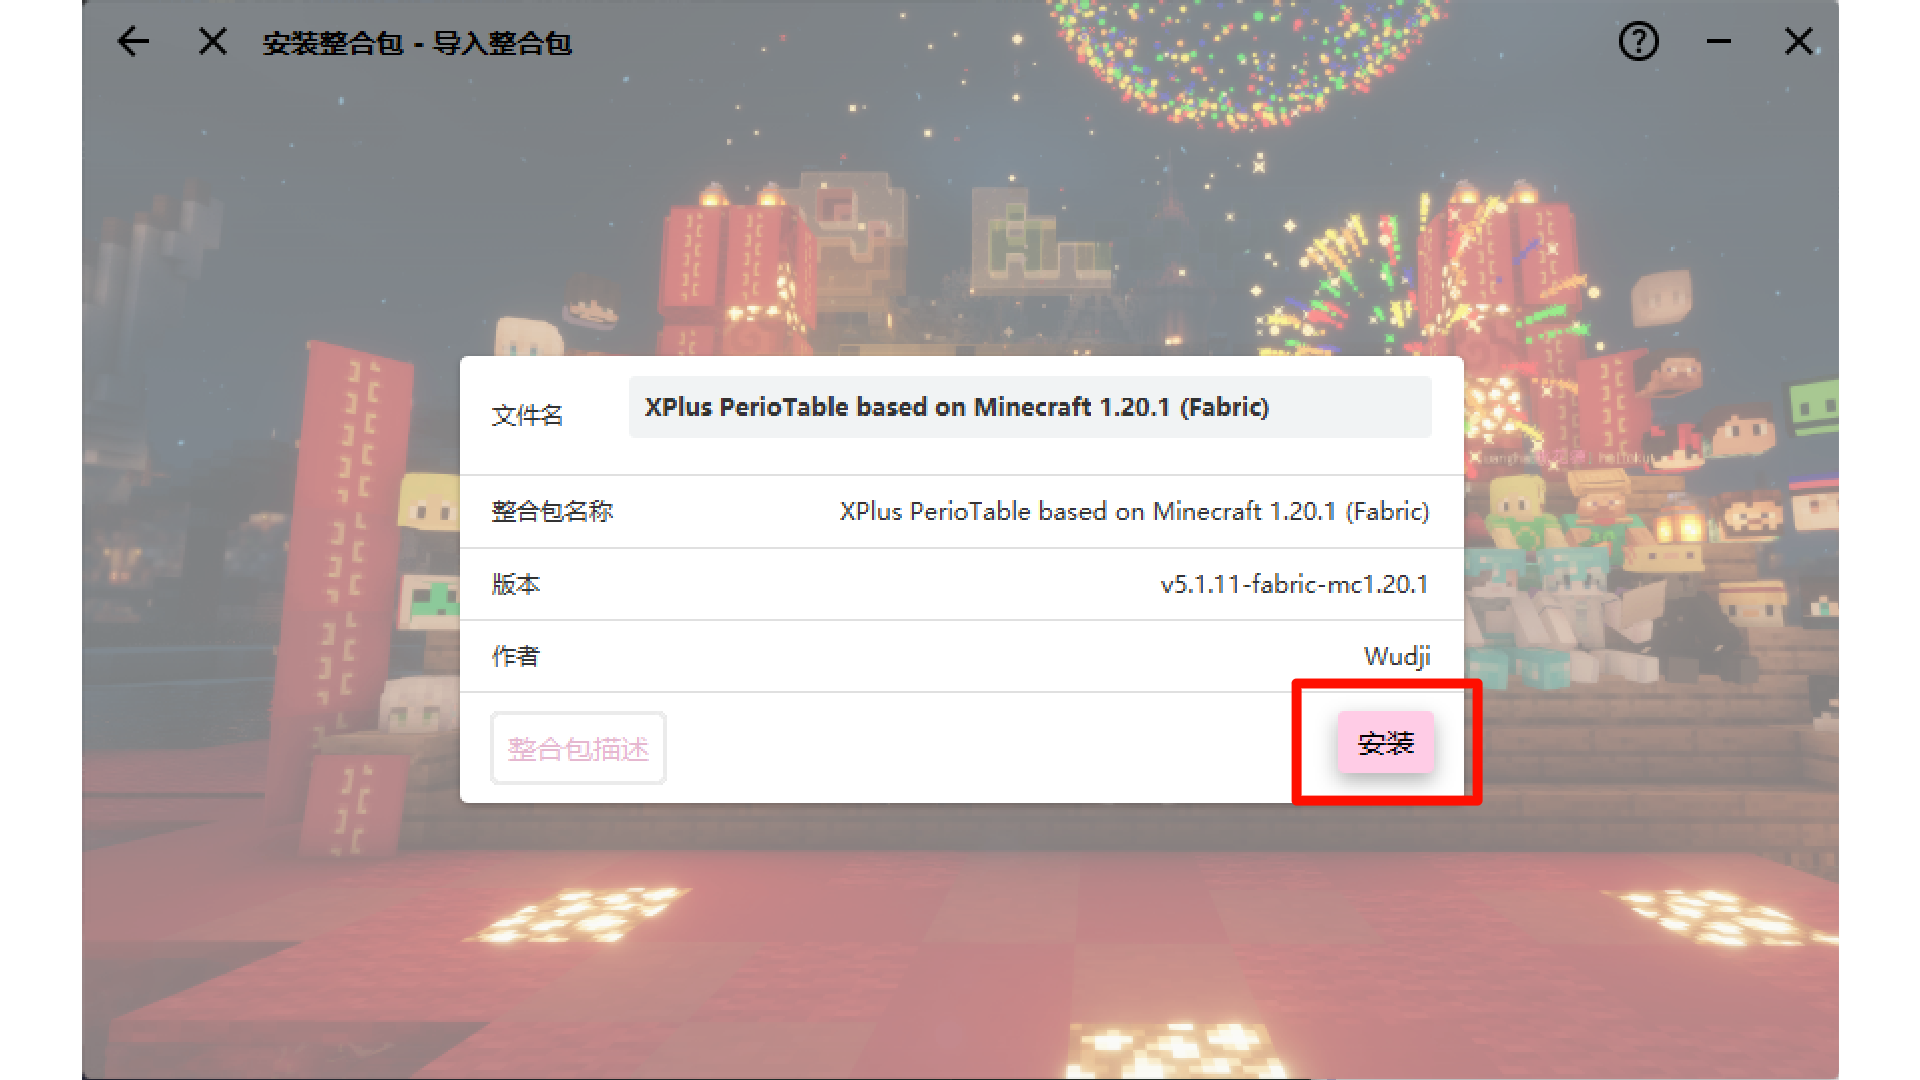 安装整合包 - 导入整合包
文件名
XPlus PerioTable based on Minecraft 1.20.1 (Fabric)
整合包名称
XPlus PerioTable based on Minecraft 1.20.1 (Fabric)
版本
v5.1.11-fabric-mc1.20.1
作者
Wudji
整合包描述
安装